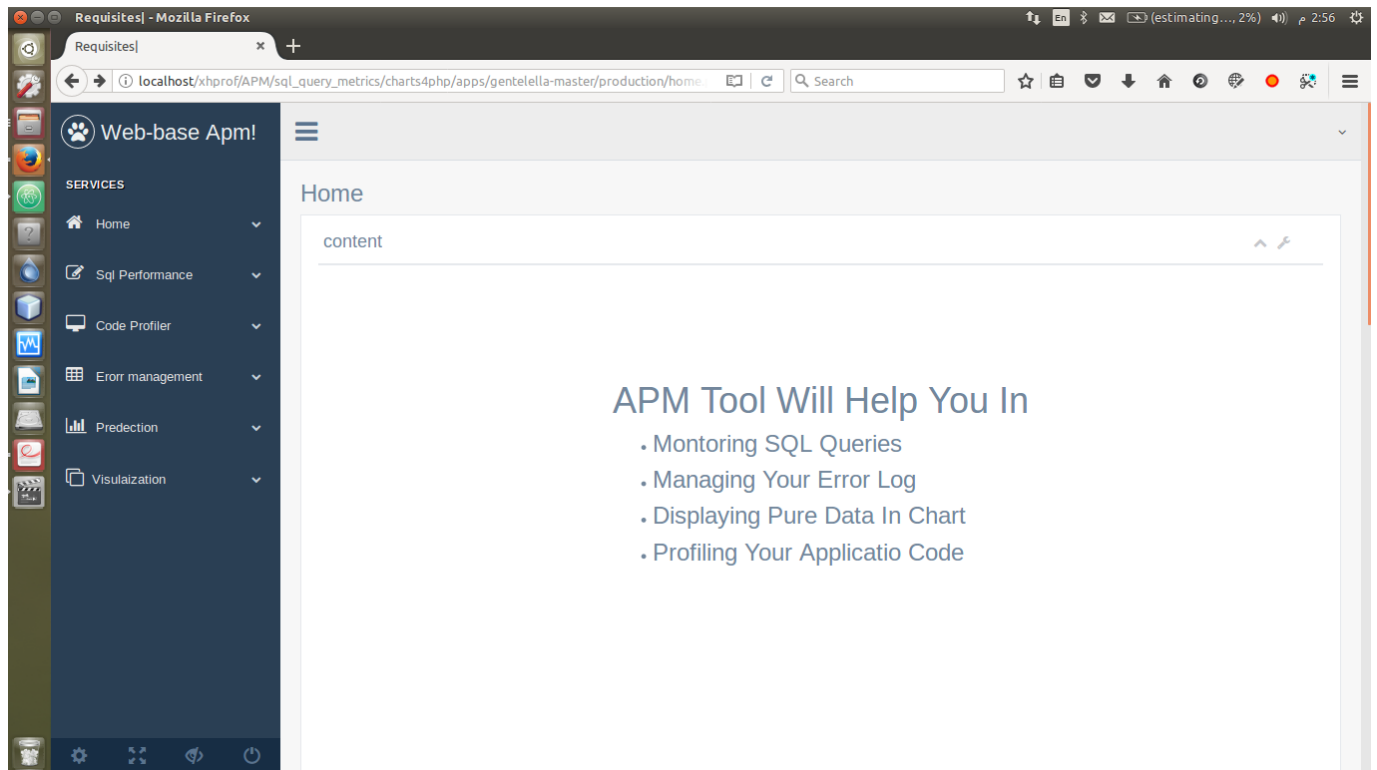 Requisites| - Mozilla Firefox
En (estimating..., 2%) م 2:56
Requisites|
localhost/xhprof/APM/sql_query_metrics/charts4php/apps/gentelella-master/production/home
Search
Web-base Apm!
SERVICES
Home
Sql Performance
Code Profiler
Erorr management
Predection
Visulaization
Home
content
APM Tool Will Help You In
• Montoring SQL Queries
• Managing Your Error Log
• Displaying Pure Data In Chart
• Profiling Your Applicatio Code